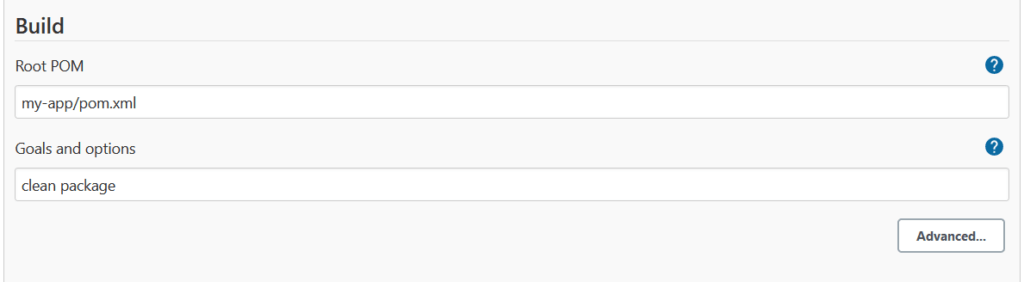 Build
Root POM
?
my-app/pom.xml
Goals and options
?
clean package
Advanced...